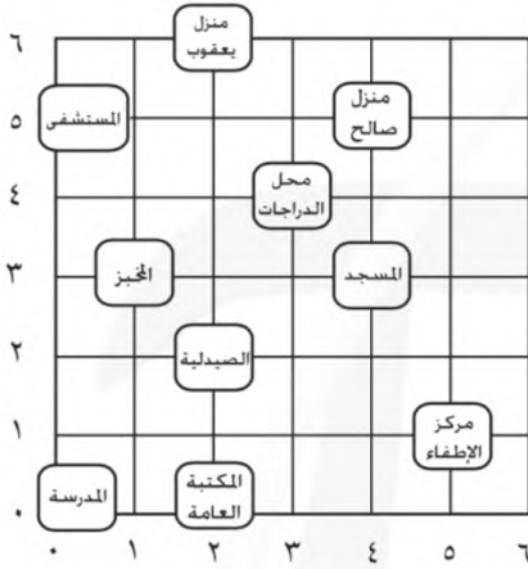 ٦
منزل
يعقوب
٥
المستشفى
منزل
صالح
٤
محل
الدراجات
٣
المخبز
المسجد
٢
الصيدلية
١
مركز
الإطفاء
٠
المدرسة
المكتبة
العامة
٠ ١ ٢ ٣ ٤ ٥ ٦